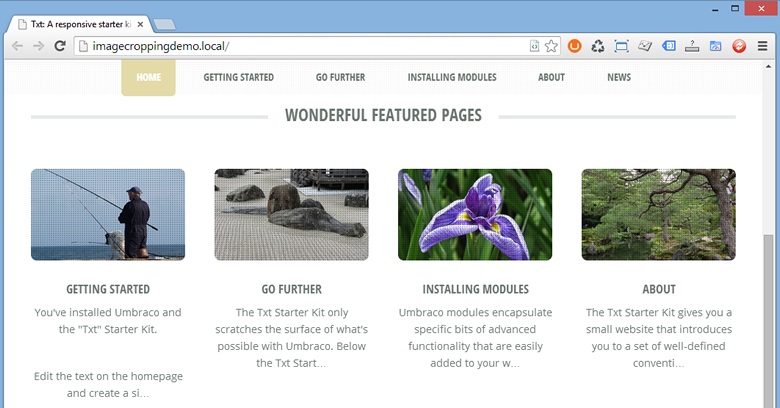 Txt: A responsive starter ki
imagecroppingdemo.local/
HOME GETTING STARTED GO FURTHER INSTALLING MODULES ABOUT NEWS
WONDERFUL FEATURED PAGES
GETTING STARTED
You've installed Umbraco and
the "Txt" Starter Kit.
Edit the text on the homepage
and create a si...
GO FURTHER
The Txt Starter Kit only
scratches the surface of what's
possible with Umbraco. Below
the Txt Start...
INSTALLING MODULES
Umbraco modules encapsulate
specific bits of advanced
functionality that are easily
added to your w...
ABOUT
The Txt Starter Kit gives you a
small website that introduces
you to a set of well-defined
conventi...